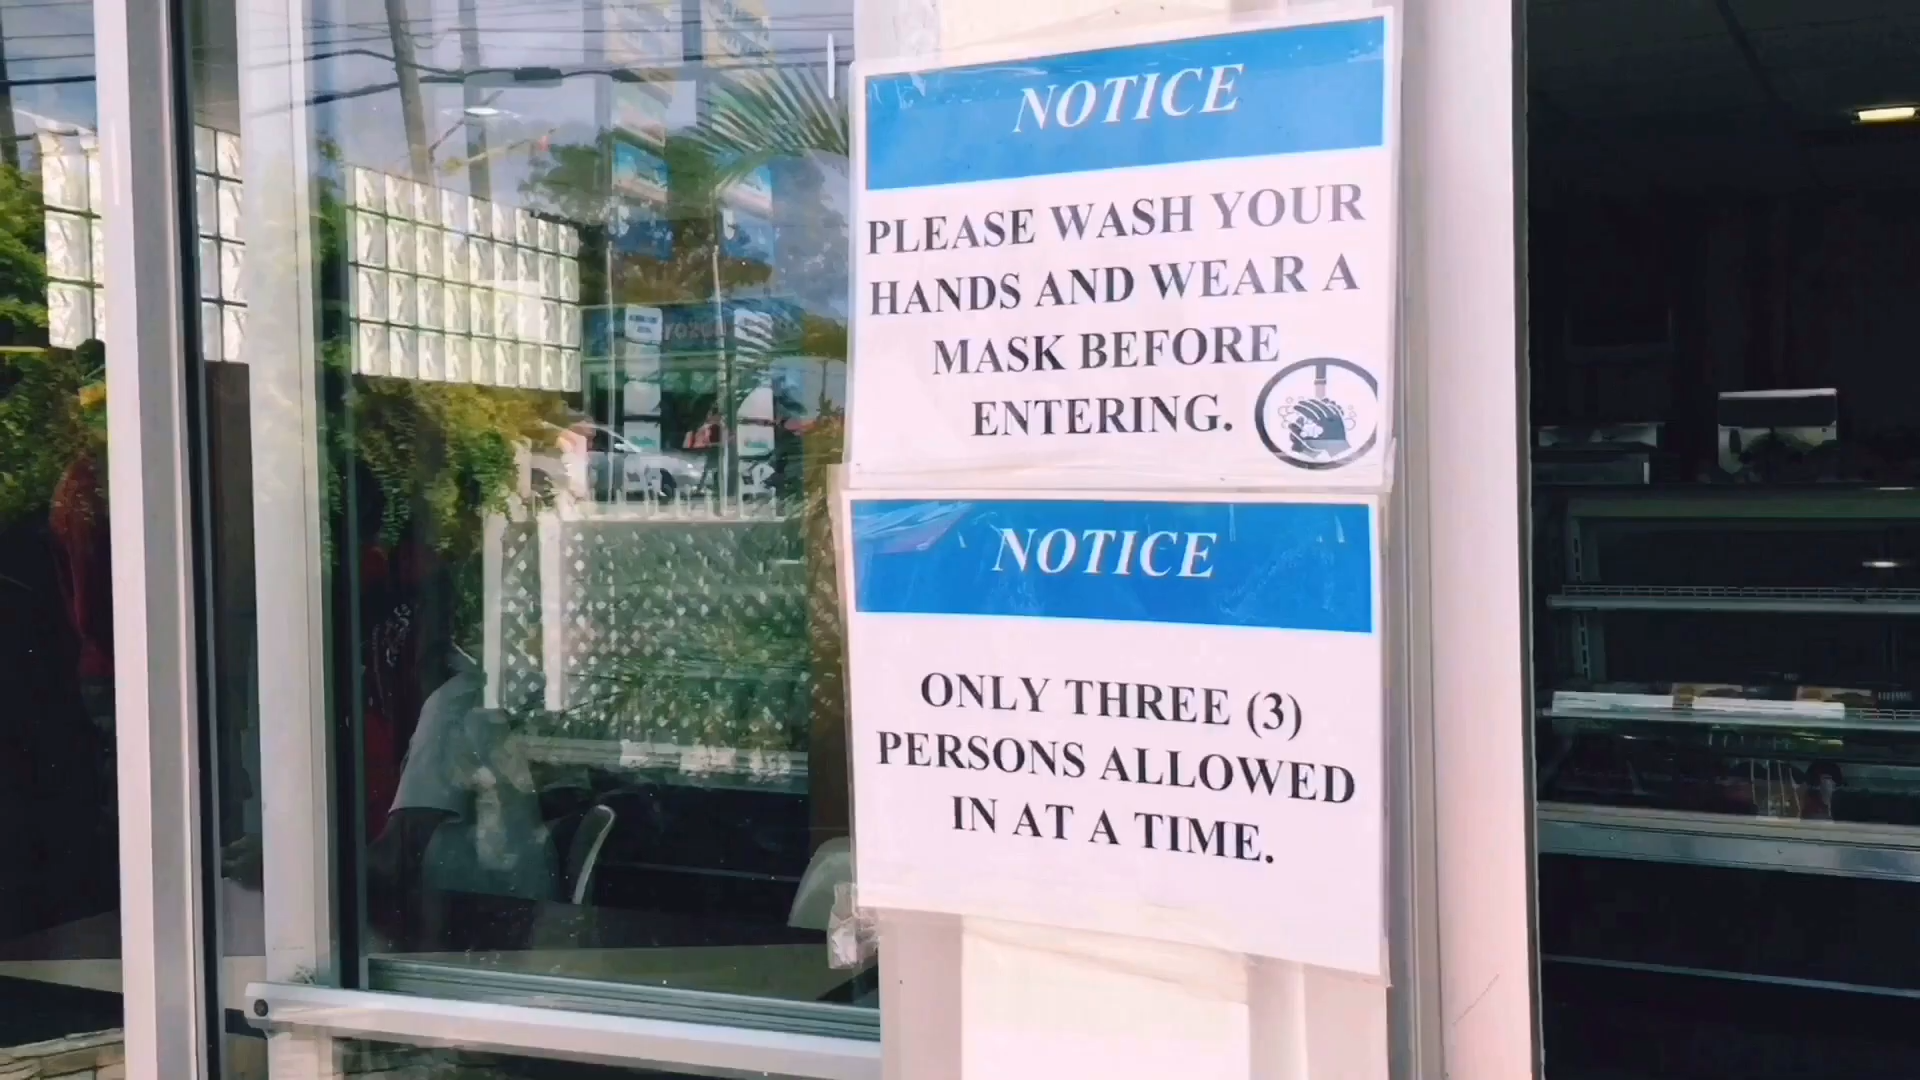 NOTICE
PLEASE WASH YOUR
HANDS AND WEAR A
MASK BEFORE
ENTERING.
NOTICE
ONLY THREE (3)
PERSONS ALLOWED
IN AT A TIME.